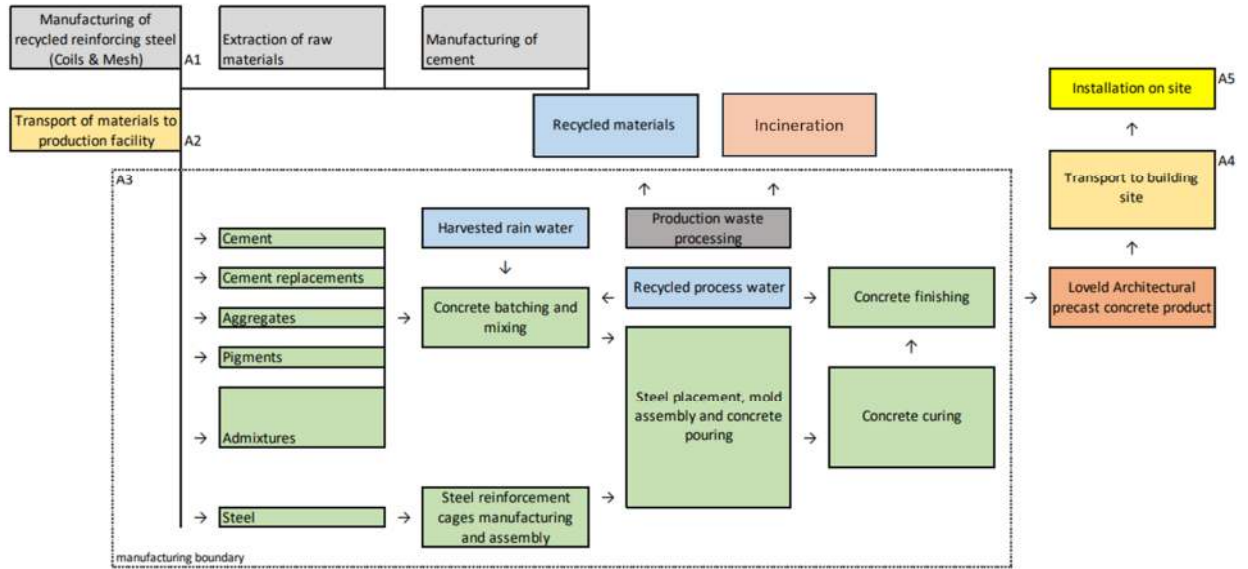 Manufacturing of
recycled reinforcing steel
(Coils & Mesh)
A1
Extraction of raw
materials
Manufacturing of
cement
Transport of materials to
production facility
A2
Recycled materials
Incineration
Installation on site
A5
Transport to building
site
A4
Loveld Architectural
precast concrete product
A3
Cement
Cement replacements
Aggregates
Pigments
Admixtures
Steel
Harvested rain water
Concrete batching and
mixing
Steel reinforcement
cages manufacturing
and assembly
Production waste
processing
Recycled process water
Steel placement, mold
assembly and concrete
pouring
Concrete finishing
Concrete curing
manufacturing boundary